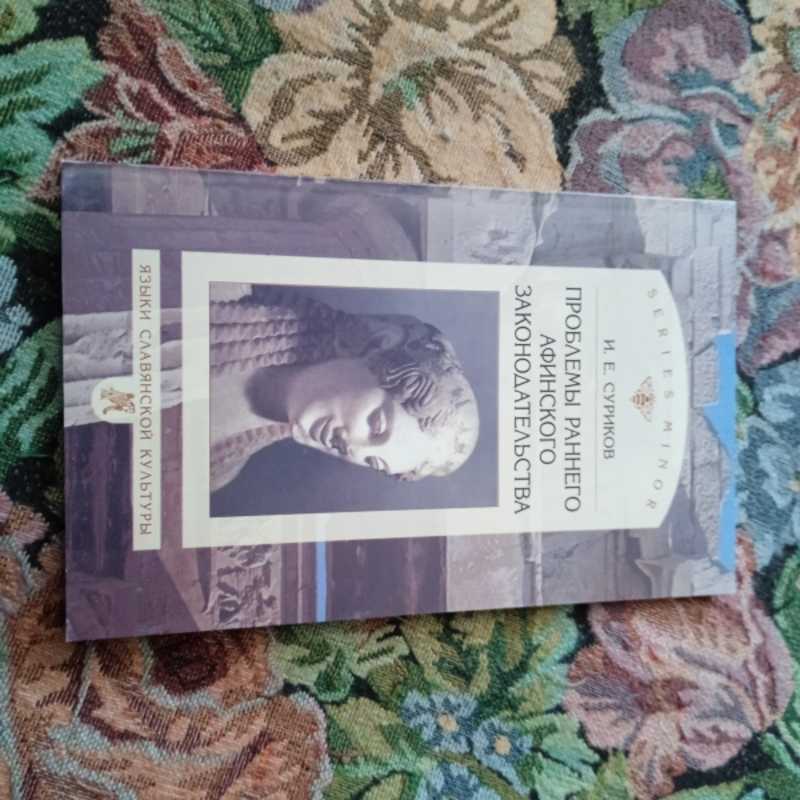 SERIES MINOR
И. Е. СУРИКОВ
ПРОБЛЕМЫ РАННЕГО
АФИНСКОГО
ЗАКОНОДАТЕЛЬСТВА
ЯЗЫКИ СЛАВЯНСКОЙ КУЛЬТУРЫ